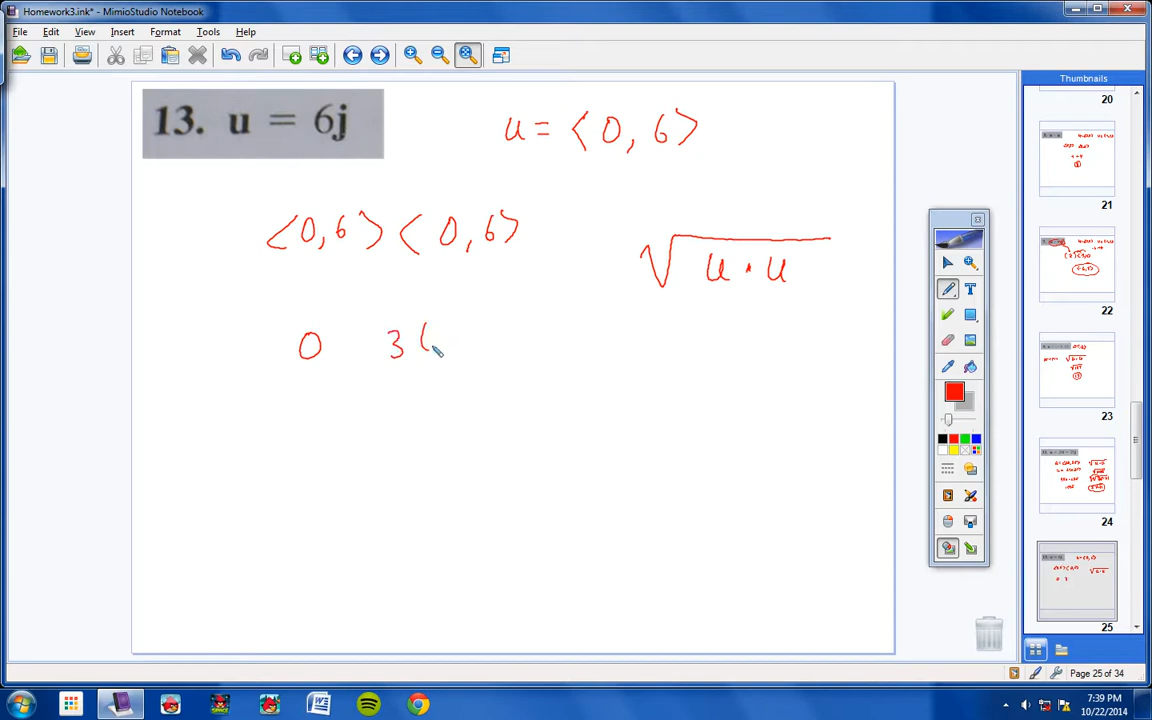 Homework3.ink* - MimioStudio Notebook
File Edit View Insert Format Tools Help
Thumbnails
13. u = 6j
u = <0, 6>
<0, 6> <0, 6>
√u · u
0 3
20
21
22
23
24
25
Page 25 of 34
7:39 PM
10/22/2014